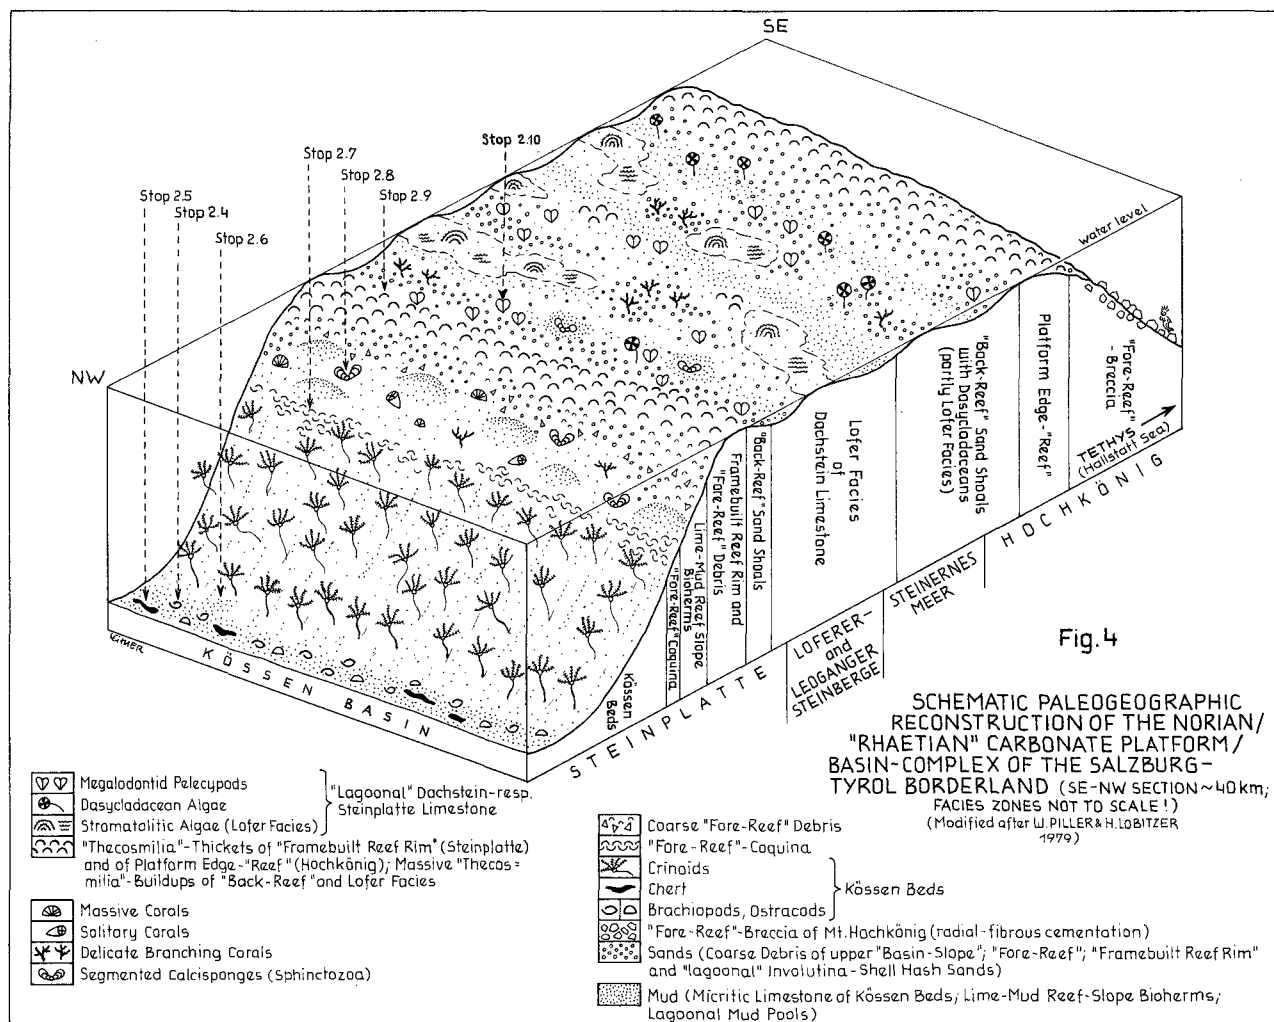 SE
Stop 2.10
Stop 2.7
Stop 2.8
Stop 2.5
Stop 2.9
Stop 2.4
Stop 2.6
NW
water level
"Fore-Reef"
-Breccia
Platform Edge-"Reef"
"Back-Reef" Sand Shoals
with Dasycladaceans
(partly Lofer Facies)
Lofer Facies
of
Dachstein Limestone
"Back-Reef" Sand Shoals
Framebuilt Reef Rim and
"Fore-Reef" Debris
Lime-Mud Reef Slope
Bioherms
"Fore-Reef" Coquina
Kössen
Beds
TETHYS
(Hallstatt Sea)
HOCHKÖNIG
STEINERNES
MEER
LOFERER-
and
LEOGANGER
STEINBERGE
STEINPLATTE
KÖSSEN BASIN
Fig.4
SCHEMATIC PALEOGEOGRAPHIC
RECONSTRUCTION OF THE NORIAN/
"RHAETIAN" CARBONATE PLATFORM/
BASIN-COMPLEX OF THE SALZBURG-
TYROL BORDERLAND (SE-NW SECTION ~40km;
FACIES ZONES NOT TO SCALE!)
(Modified after W.PILLER & H.LOBITZER
1979)
Megalodontid Pelecypods
Dasycladacean Algae
Stromatolitic Algae (Lofer Facies)
"Lagoonal" Dachstein-resp.
Steinplatte Limestone
"Thecosmilia"-Thickets of "Framebuilt Reef Rim" (Steinplatte)
and of Platform Edge-"Reef" (Hochkönig); Massive "Thecos=
milia"-Buildups of "Back-Reef" and Lofer Facies
Massive Corals
Solitary Corals
Delicate Branching Corals
Segmented Calcisponges (Sphinctozoa)
Coarse "Fore-Reef" Debris
"Fore-Reef"-Coquina
Crinoids
Chert
Brachiopods, Ostracods
Kössen Beds
"Fore-Reef"-Breccia of Mt.Hochkönig (radial-fibrous cementation)
Sands (Coarse Debris of upper "Basin-Slope"; "Fore-Reef"; "Framebuilt Reef Rim"
and "lagoonal" Involutina-Shell Hash Sands)
Mud (Micritic Limestone of Kössen Beds; Lime-Mud Reef-Slope Bioherms;
Lagoonal Mud Pools)